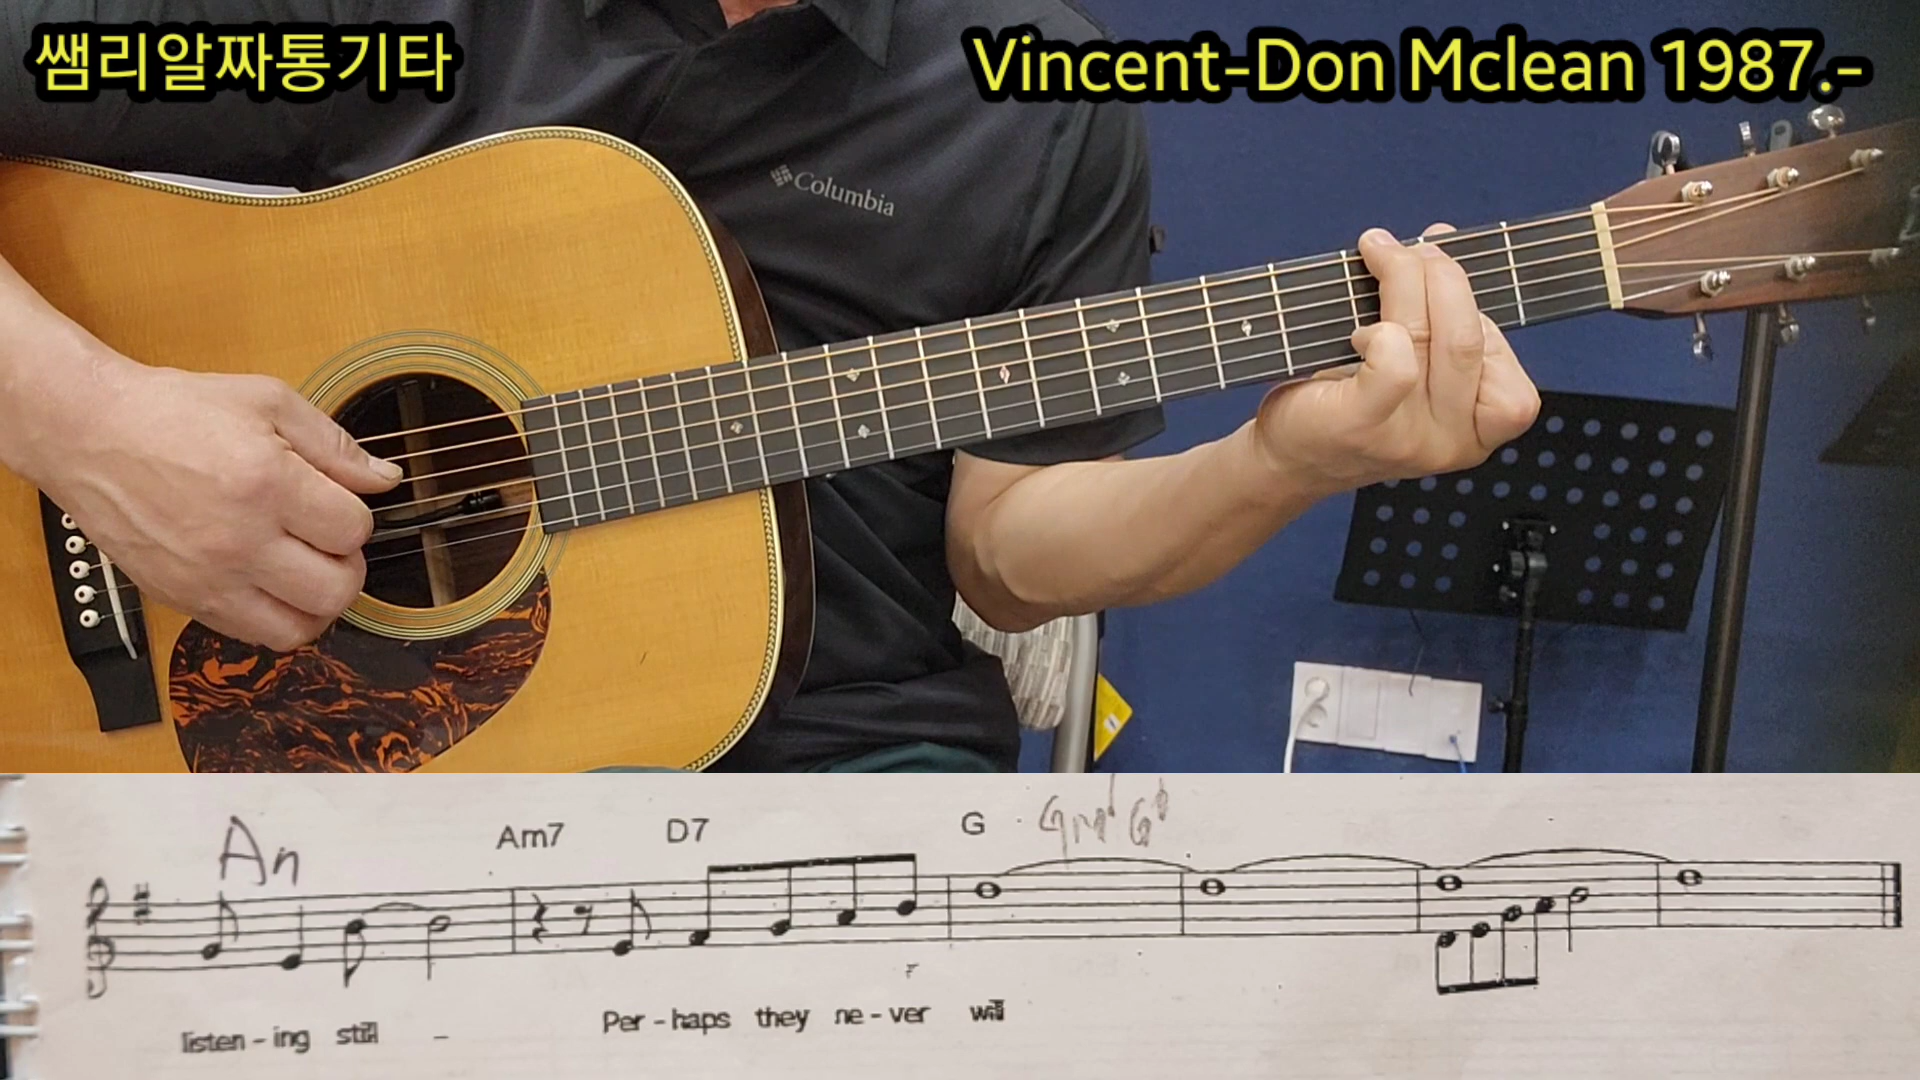 쌤리알짜통기타
Vincent-Don Mclean 1987.-
Columbia
Am7 D7 G
listen-ing still - Per-haps they ne-ver will